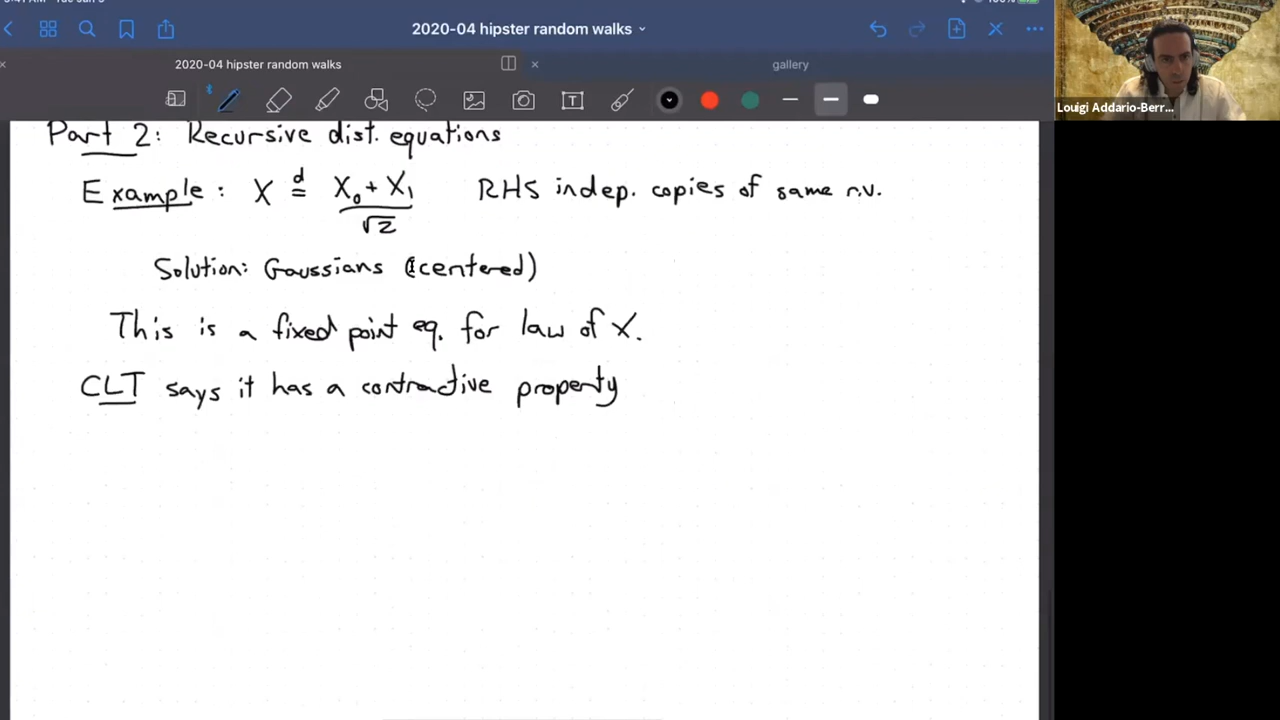 2020-04 hipster random walks
2020-04 hipster random walks
gallery
T
Louigi Addario-Berr...
Part 2: Recursive dist. equations
Example: X d= X₀ + X₁ / √2 RHS indep. copies of same r.v.
Solution: Gaussians (centered)
This is a fixed point eq. for law of X.
CLT says it has a contractive property